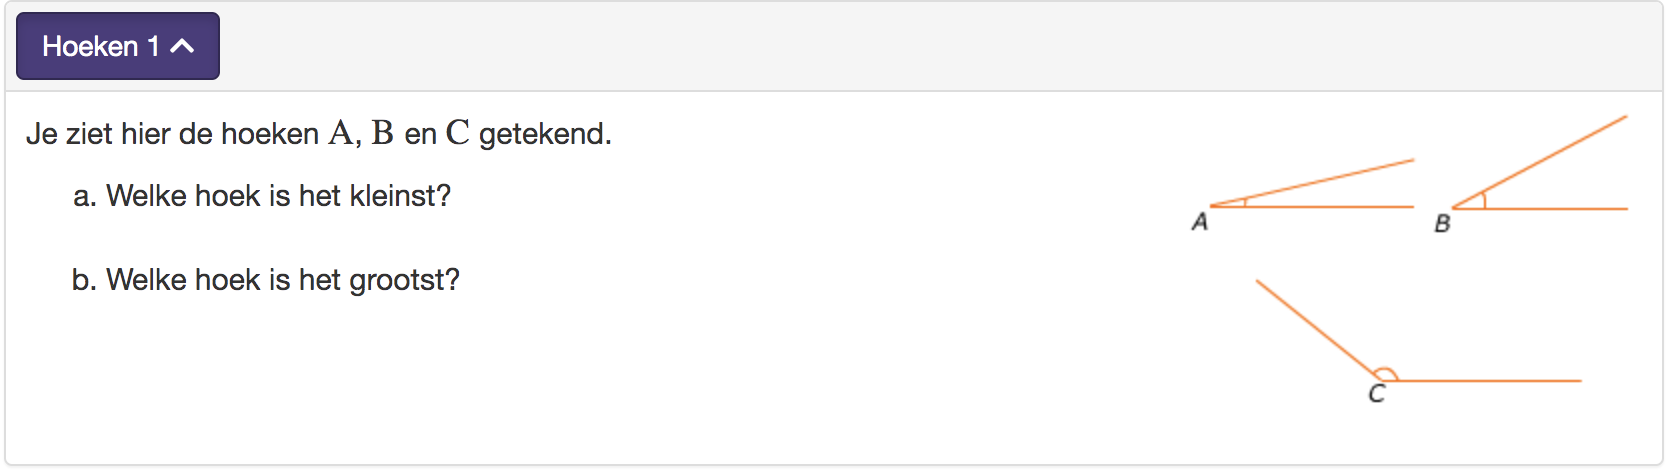 Hoeken 1
Je ziet hier de hoeken A, B en C getekend.
a. Welke hoek is het kleinst?
b. Welke hoek is het grootst?
A
B
C